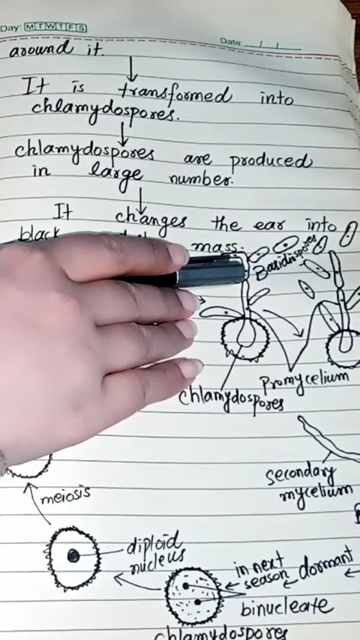 Day: M T W T F S
Date: / /
around it.
It is transformed into
chlamydospores.
chlamydospores are produced
in large number.
It changes the ear into
black mass.
Basidiospores
chlamydospores
Promycelium
secondary
mycelium
meiosis
diploid
nucleus
in next
season
dormant
binucleate
chlamydospores